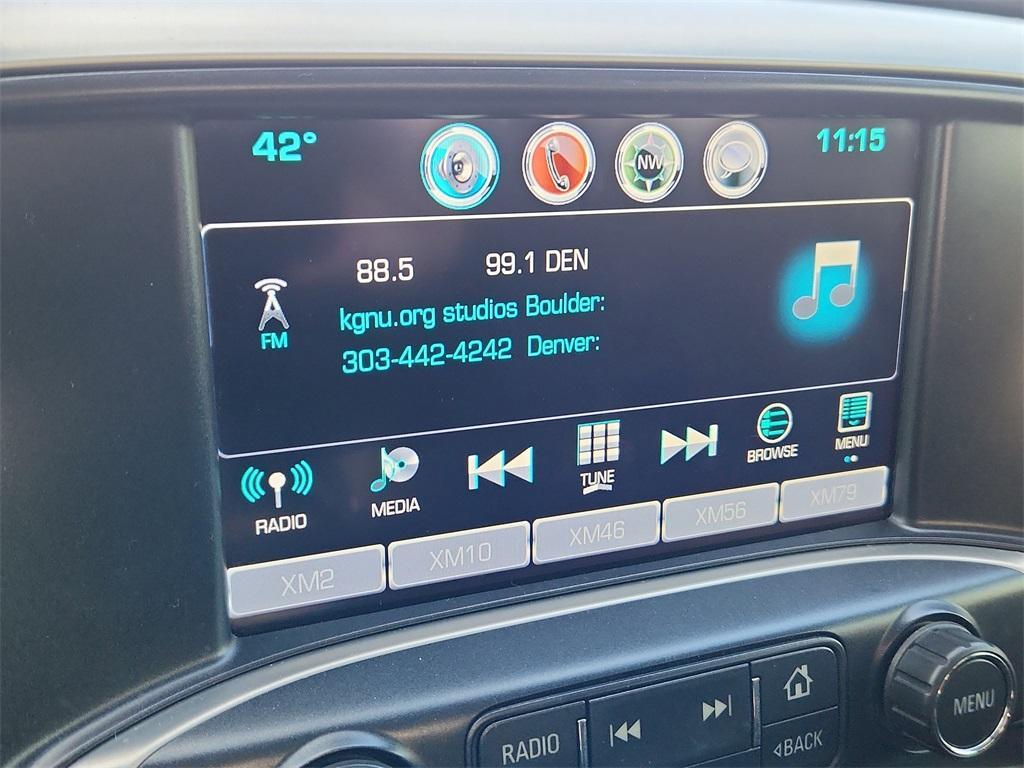 42° NW 11:15
88.5 99.1 DEN
kgnu.org studios Boulder:
FM
303-442-4242 Denver:
RADIO MEDIA TUNE BROWSE MENU
XM2 XM10 XM46 XM56 XM79
RADIO BACK MENU